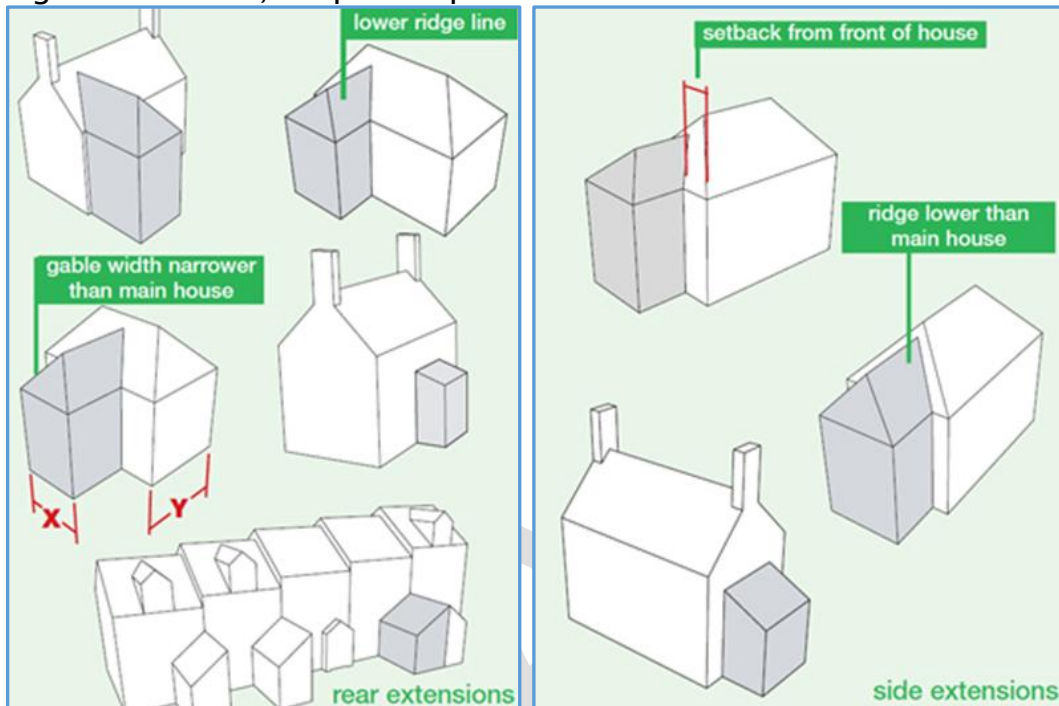 lower ridge line
gable width narrower
than main house
X
Y
rear extensions
setback from front of house
ridge lower than
main house
side extensions